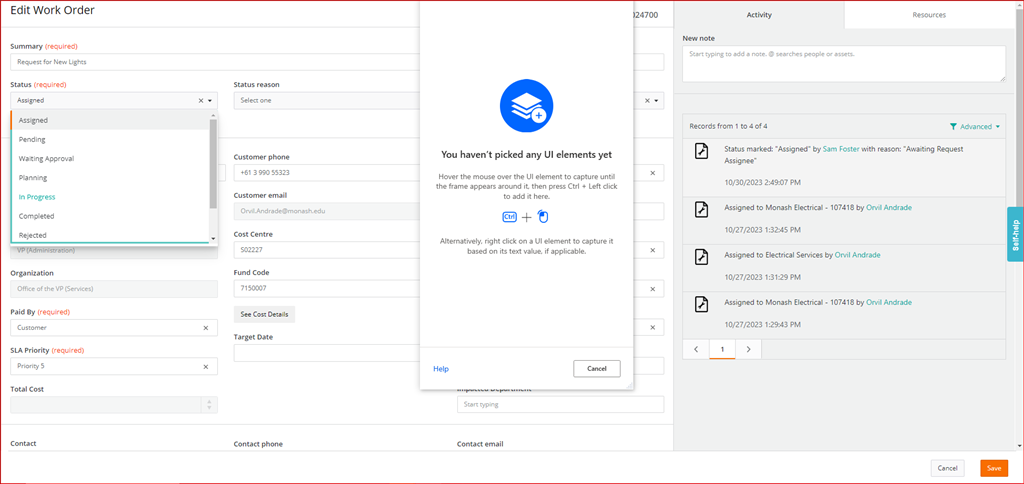 Edit Work Order
024700
Activity
Resources
Summary (required)
Request for New Lights
Status (required)
Assigned
Status reason
Select one
Assigned
Pending
Waiting Approval
Planning
In Progress
Completed
Rejected
VP (Administration)
Organization
Office of the VP (Services)
Paid By (required)
Customer
SLA Priority (required)
Priority 5
Total Cost
Customer phone
+61 3 990 55323
Customer email
Orvil.Andrade@monash.edu
Cost Centre
S02227
Fund Code
7150007
See Cost Details
Target Date
You haven't picked any UI elements yet
Hover the mouse over the UI element to capture until
the frame appears around it, then press Ctrl + Left click
to add it here.
Ctrl +
Alternatively, right click on a UI element to capture it
based on its text value, if applicable.
Help
Cancel
Impacted Department
Start typing
Contact
Contact phone
Contact email
New note
Start typing to add a note. @ searches people or assets.
Records from 1 to 4 of 4
Advanced
Status marked: "Assigned" by Sam Foster with reason: "Awaiting Request
Assignee"
10/30/2023 2:49:07 PM
Assigned to Monash Electrical - 107418 by Orvil Andrade
10/27/2023 1:32:45 PM
Assigned to Electrical Services by Orvil Andrade
10/27/2023 1:31:29 PM
Assigned to Monash Electrical - 107418 by Orvil Andrade
10/27/2023 1:29:43 PM
1
Self-help
Cancel
Save